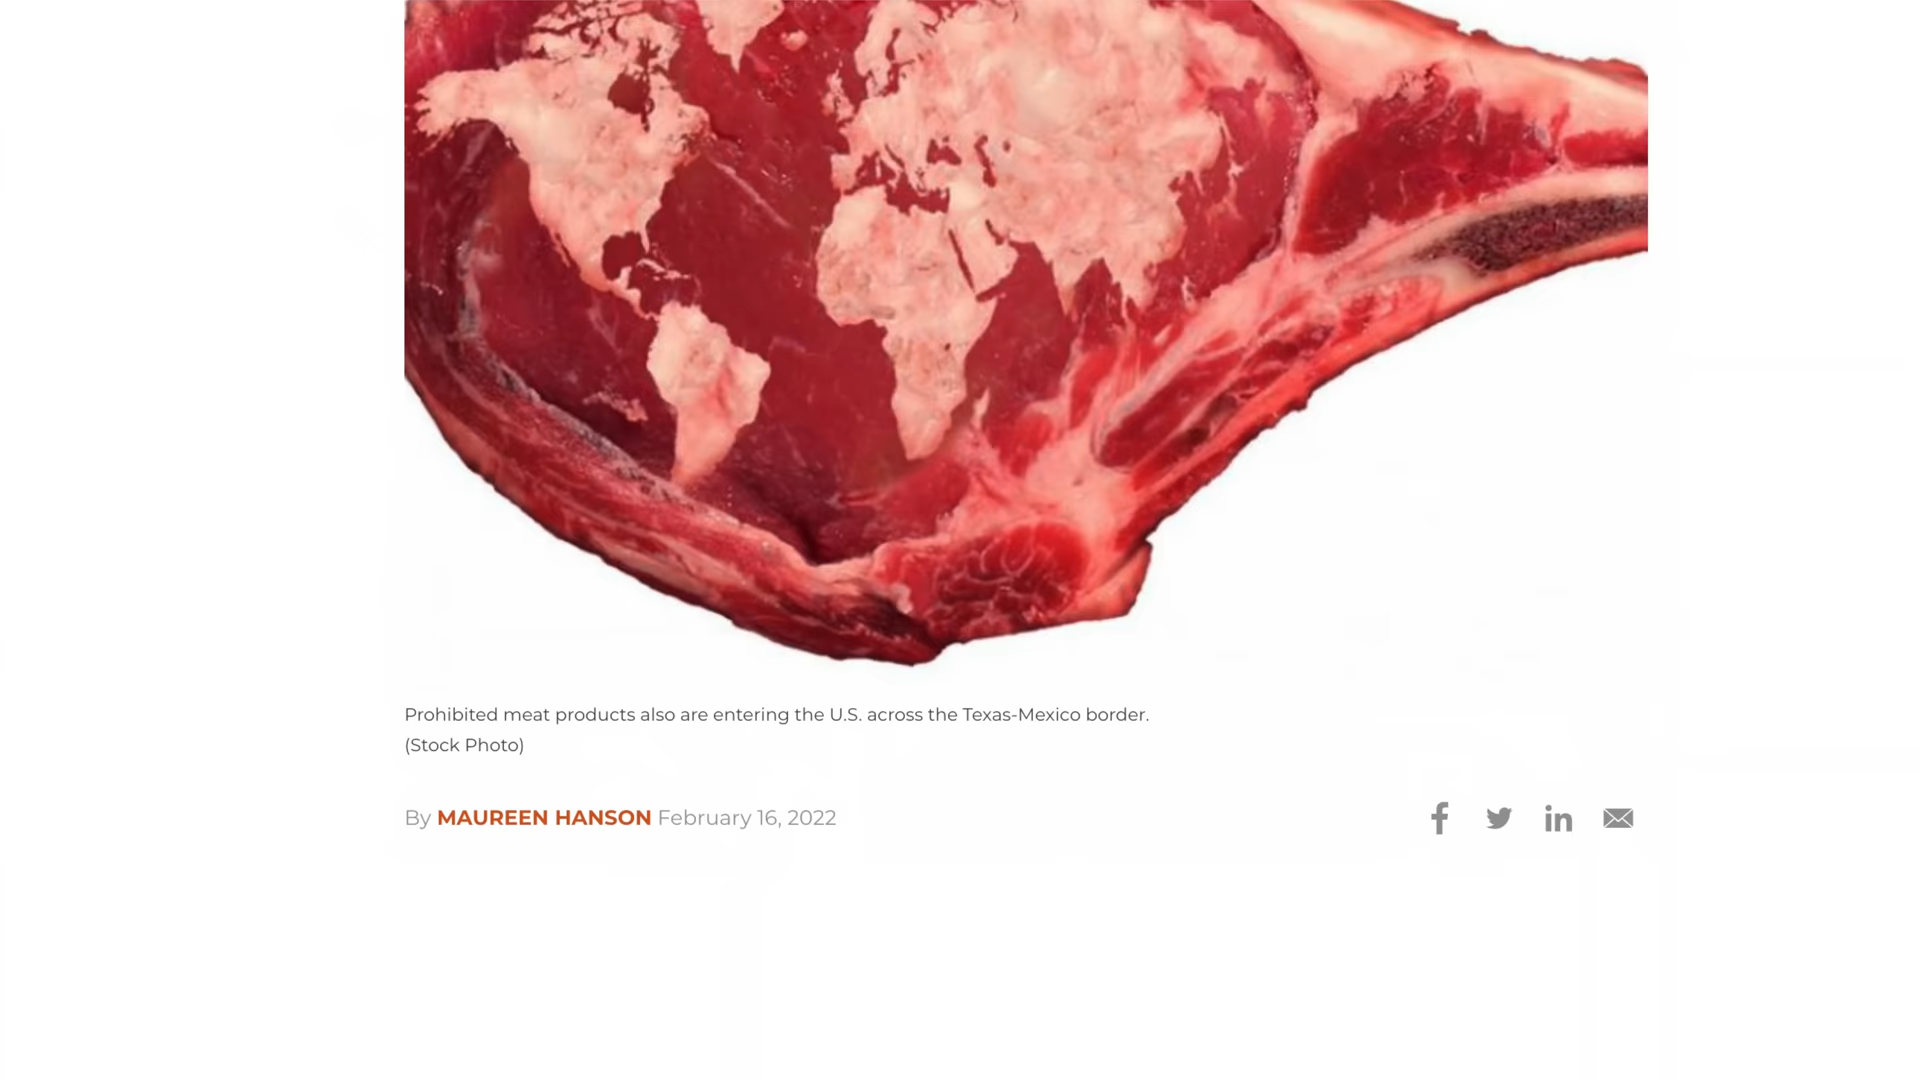 Prohibited meat products also are entering the U.S. across the Texas-Mexico border.
(Stock Photo)
By MAUREEN HANSON February 16, 2022